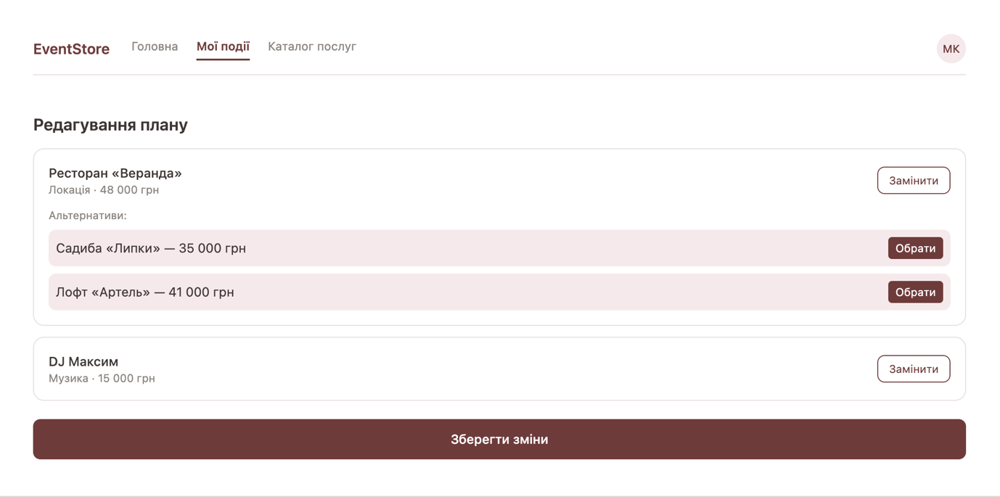 EventStore
Головна
Мої події
Каталог послуг
МК
Редагування плану
Ресторан «Веранда»
Локація · 48 000 грн
Замінити
Альтернативи:
Садиба «Липки» — 35 000 грн
Обрати
Лофт «Артель» — 41 000 грн
Обрати
DJ Максим
Музика · 15 000 грн
Замінити
Зберегти зміни